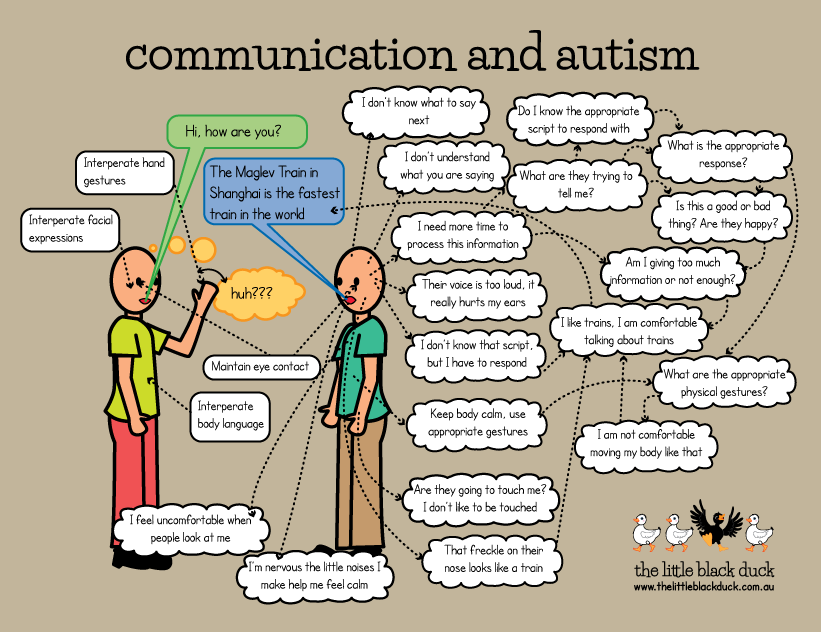 communication and autism
Hi, how are you?
Interperate hand
gestures
The Maglev Train in
Shanghai is the fastest
train in the world
Interperate facial
expressions
huh???
Maintain eye contact
Interperate
body language
I feel uncomfortable when
people look at me
I'm nervous the little noises I
make help me feel calm
I don't know what to say
next
I don't understand
what you are saying
I need more time to
process this information
Their voice is too loud, it
really hurts my ears
I don't know that script,
but I have to respond
Keep body calm, use
appropriate gestures
Are they going to touch me?
I don't like to be touched
That freckle on their
nose looks like a train
Do I know the appropriate
script to respond with
What are they trying to
tell me?
What is the appropriate
response?
Is this a good or bad
thing? Are they happy?
Am I giving too much
information or not enough?
I like trains, I am comfortable
talking about trains
What are the appropriate
physical gestures?
I am not comfortable
moving my body like that
the little black duck
www.thelittleblackduck.com.au